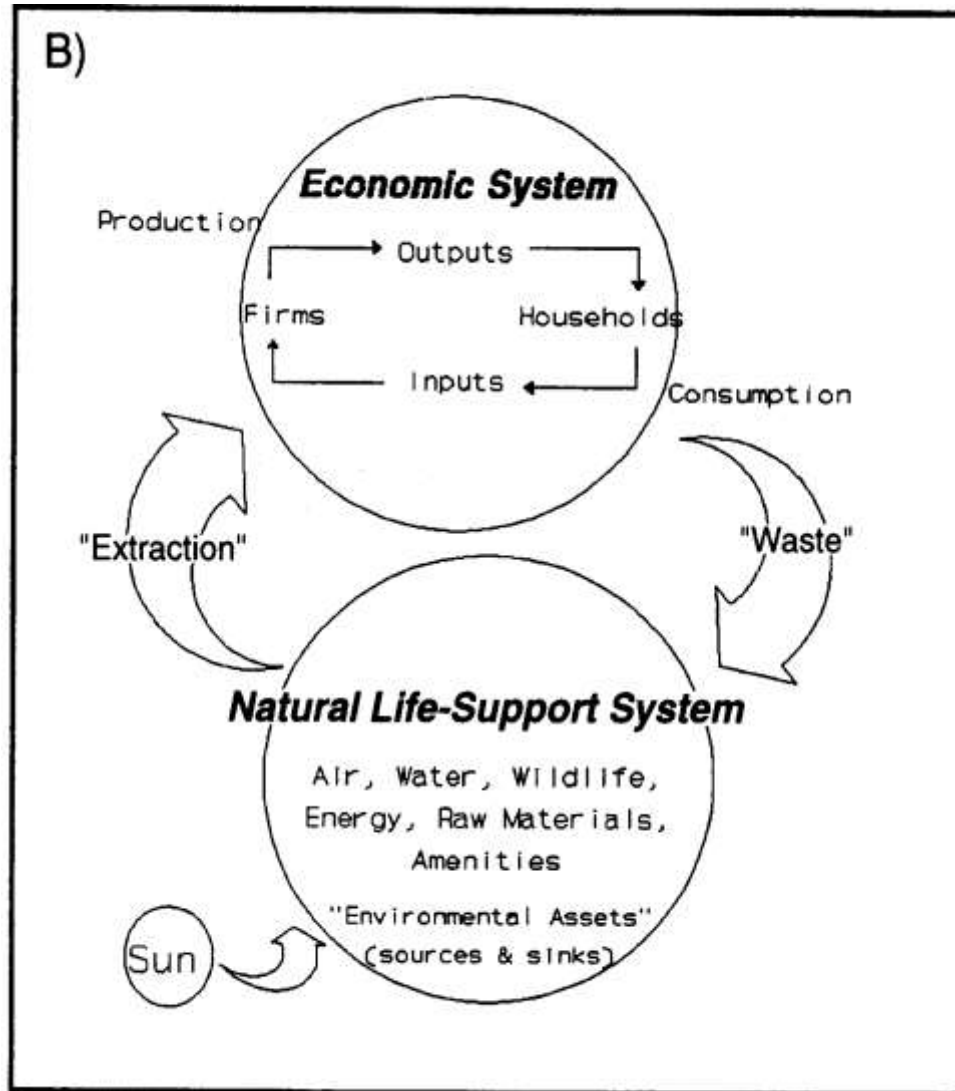 B)
Economic System
Production
Outputs
Firms
Households
Inputs
Consumption
"Extraction"
"Waste"
Natural Life-Support System
Air, Water, Wildlife,
Energy, Raw Materials,
Amenities
"Environmental Assets"
(sources & sinks)
Sun